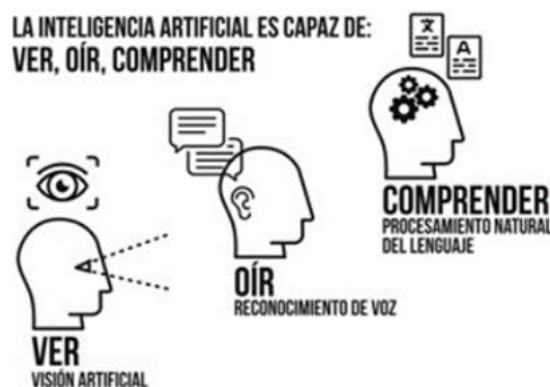 LA INTELIGENCIA ARTIFICIAL ES CAPAZ DE:
VER, OÍR, COMPRENDER
文
A
COMPRENDER
PROCESAMIENTO NATURAL
DEL LENGUAJE
OÍR
RECONOCIMIENTO DE VOZ
VER
VISIÓN ARTIFICIAL